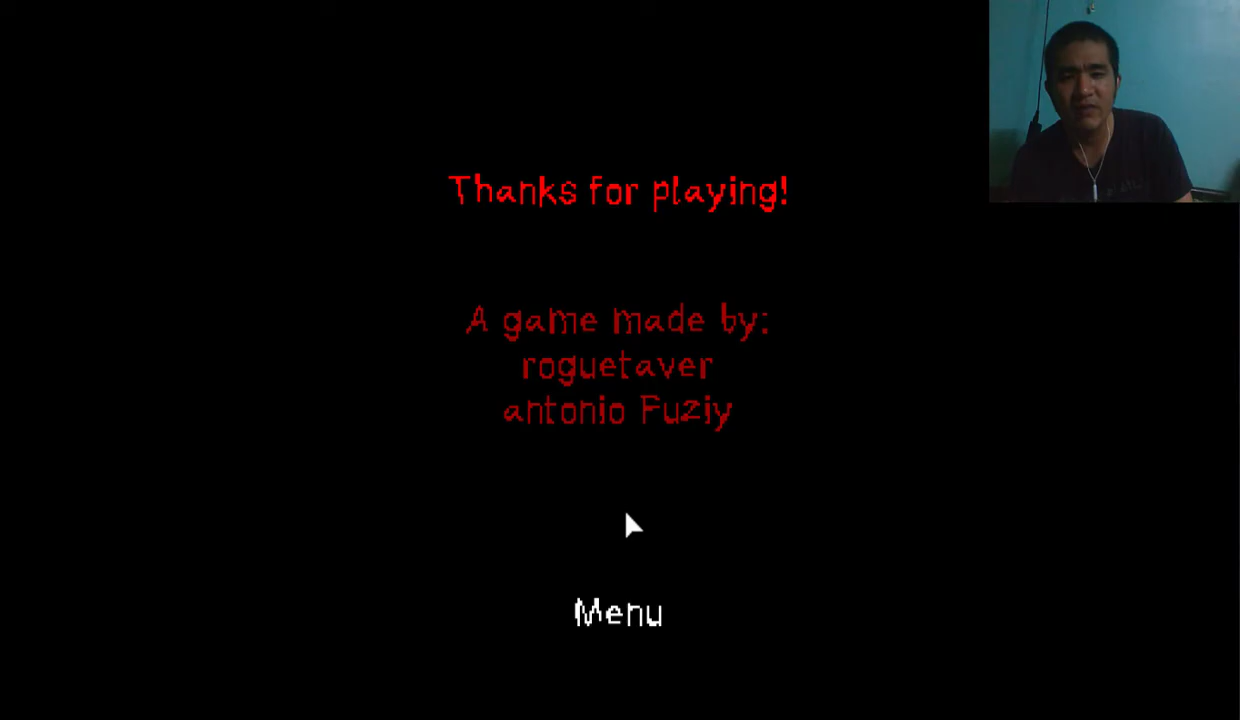 Thanks for playing!
A game made by:
roguetaver
antonio Fuziy
Menu